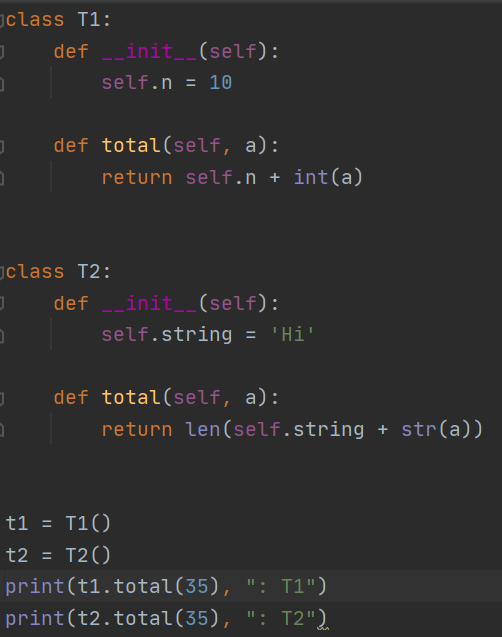 class T1:
    def __init__(self):
        self.n = 10
    def total(self, a):
        return self.n + int(a)
class T2:
    def __init__(self):
        self.string = 'Hi'
    def total(self, a):
        return len(self.string + str(a))
t1 = T1()
t2 = T2()
print(t1.total(35), ": T1")
print(t2.total(35), ": T2")